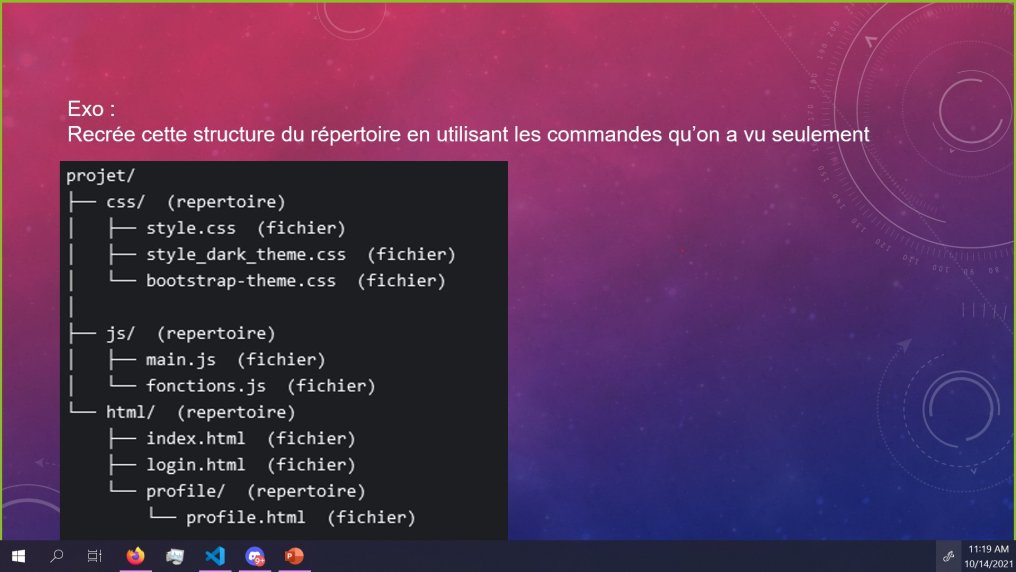 Exo :
Recrée cette structure du répertoire en utilisant les commandes qu'on a vu seulement
projet/
├── css/ (repertoire)
│   ├── style.css (fichier)
│   ├── style_dark_theme.css (fichier)
│   └── bootstrap-theme.css (fichier)
│
├── js/ (repertoire)
│   ├── main.js (fichier)
│   └── fonctions.js (fichier)
└── html/ (repertoire)
    ├── index.html (fichier)
    ├── login.html (fichier)
    └── profile/ (repertoire)
        └── profile.html (fichier)
11:19 AM
10/14/2021